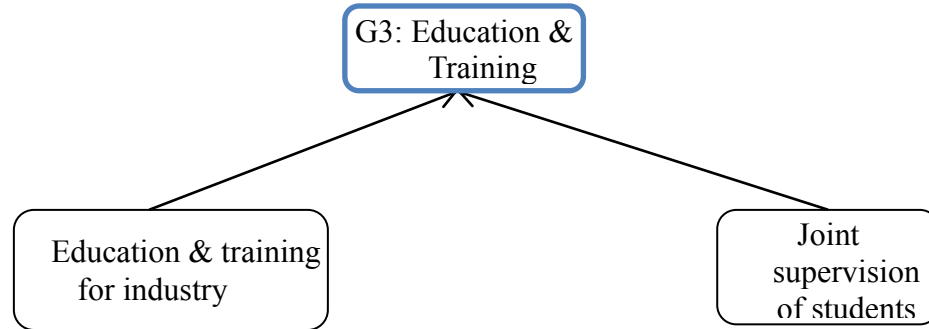 G3: Education &
Training
Education & training
for industry
Joint
supervision
of students